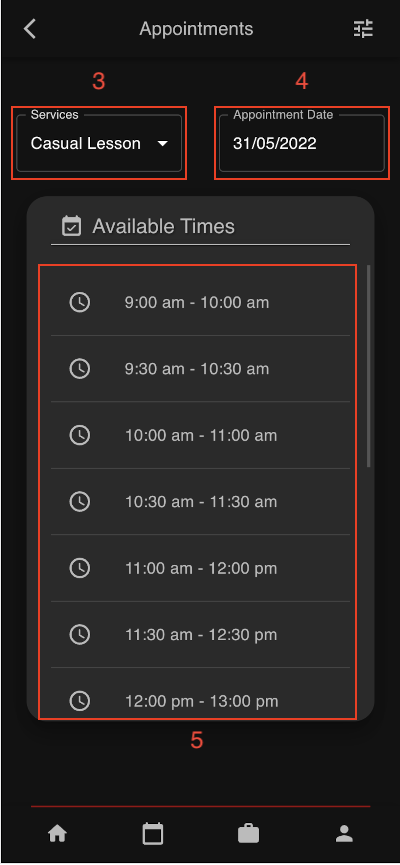 Appointments
3
4
Services
Appointment Date
Casual Lesson
31/05/2022
Available Times
9:00 am - 10:00 am
9:30 am - 10:30 am
10:00 am - 11:00 am
10:30 am - 11:30 am
11:00 am - 12:00 pm
11:30 am - 12:30 pm
12:00 pm - 13:00 pm
5